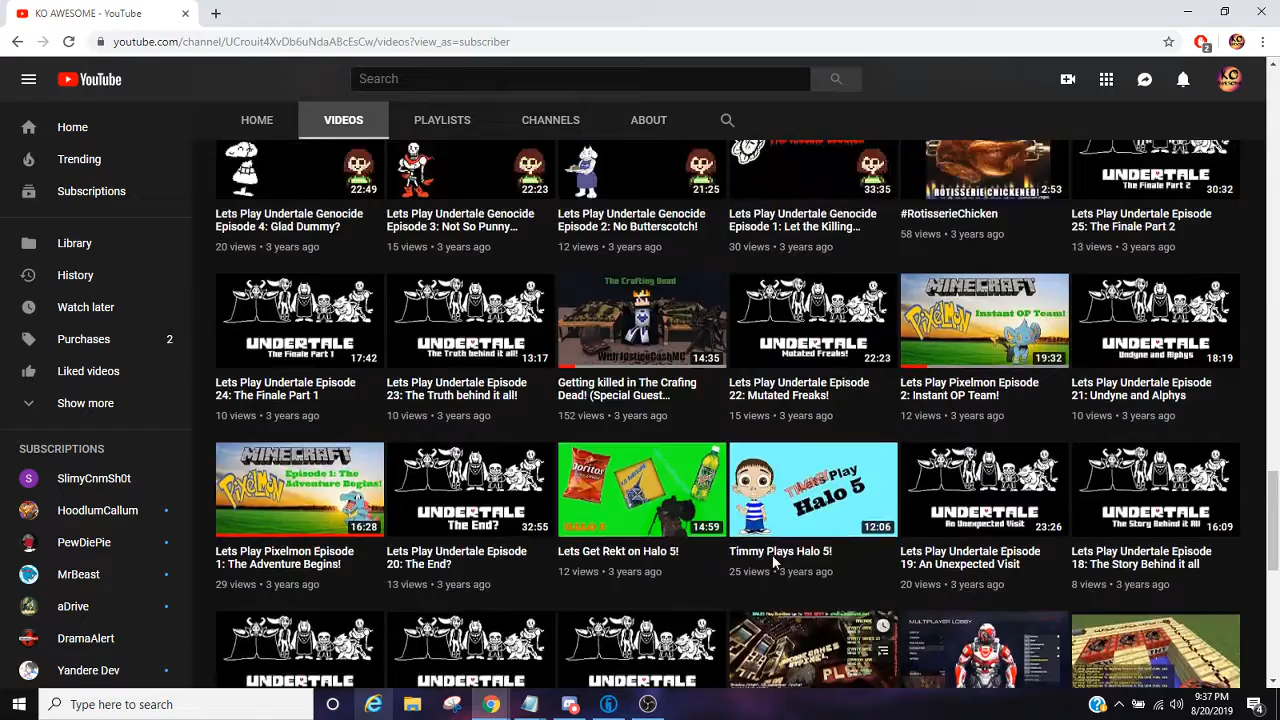 KO AWESOME - YouTube
youtube.com/channel/UCrouit4XvDb6uNdaABcEsCw/videos?view_as=subscriber
2
YouTube
Search
KO
HOME
VIDEOS
PLAYLISTS
CHANNELS
ABOUT
Home
Trending
Subscriptions
Library
History
Watch later
Purchases 2
Liked videos
Show more
SUBSCRIPTIONS
S SlimyCnmSh0t
HoodlumCallum
PewDiePie
MrBeast
aDrive
DramaAlert
Yandere Dev
22:49
22:23
21:25
33:35
ROTISSERIE CHICKENED!
2:53
UNDERTALE
The Finale Part 2
30:32
Lets Play Undertale Genocide
Episode 4: Glad Dummy?
20 views • 3 years ago
Lets Play Undertale Genocide
Episode 3: Not So Punny...
15 views • 3 years ago
Lets Play Undertale Genocide
Episode 2: No Butterscotch!
12 views • 3 years ago
Lets Play Undertale Genocide
Episode 1: Let the Killing...
30 views • 3 years ago
#RotisserieChicken
58 views • 3 years ago
Lets Play Undertale Episode
25: The Finale Part 2
13 views • 3 years ago
UNDERTALE
The Finale Part 1
17:42
UNDERTALE
The Truth behind it all!
13:17
The Crafting Dead
With JusticeCashMC
14:35
UNDERTALE
Mutated Freaks!
22:23
MINECRAFT
PIXELMON
Instant OP Team!
19:32
UNDERTALE
Undyne and Alphys
18:19
Lets Play Undertale Episode
24: The Finale Part 1
10 views • 3 years ago
Lets Play Undertale Episode
23: The Truth behind it all!
10 views • 3 years ago
Getting killed in The Crafing
Dead! (Special Guest...
152 views • 3 years ago
Lets Play Undertale Episode
22: Mutated Freaks!
15 views • 3 years ago
Lets Play Pixelmon Episode
2: Instant OP Team!
12 views • 3 years ago
Lets Play Undertale Episode
21: Undyne and Alphys
10 views • 3 years ago
MINECRAFT
PIXELMON
Episode 1: The
Adventure Begins!
16:28
UNDERTALE
The End?
32:55
Doritos
HALO 5
14:59
Lets Play
TIMMY
Halo 5
12:06
UNDERTALE
An Unexpected Visit
23:26
UNDERTALE
The Story Behind it All
16:09
Lets Play Pixelmon Episode
1: The Adventure Begins!
29 views • 3 years ago
Lets Play Undertale Episode
20: The End?
13 views • 3 years ago
Lets Get Rekt on Halo 5!
12 views • 3 years ago
Timmy Plays Halo 5!
25 views • 3 years ago
Lets Play Undertale Episode
19: An Unexpected Visit
20 views • 3 years ago
Lets Play Undertale Episode
18: The Story Behind it all
8 views • 3 years ago
UNDERTALE
UNDERTALE
UNDERTALE
MULTIPLAYER LOBBY
Type here to search
9:37 PM
8/20/2019
4